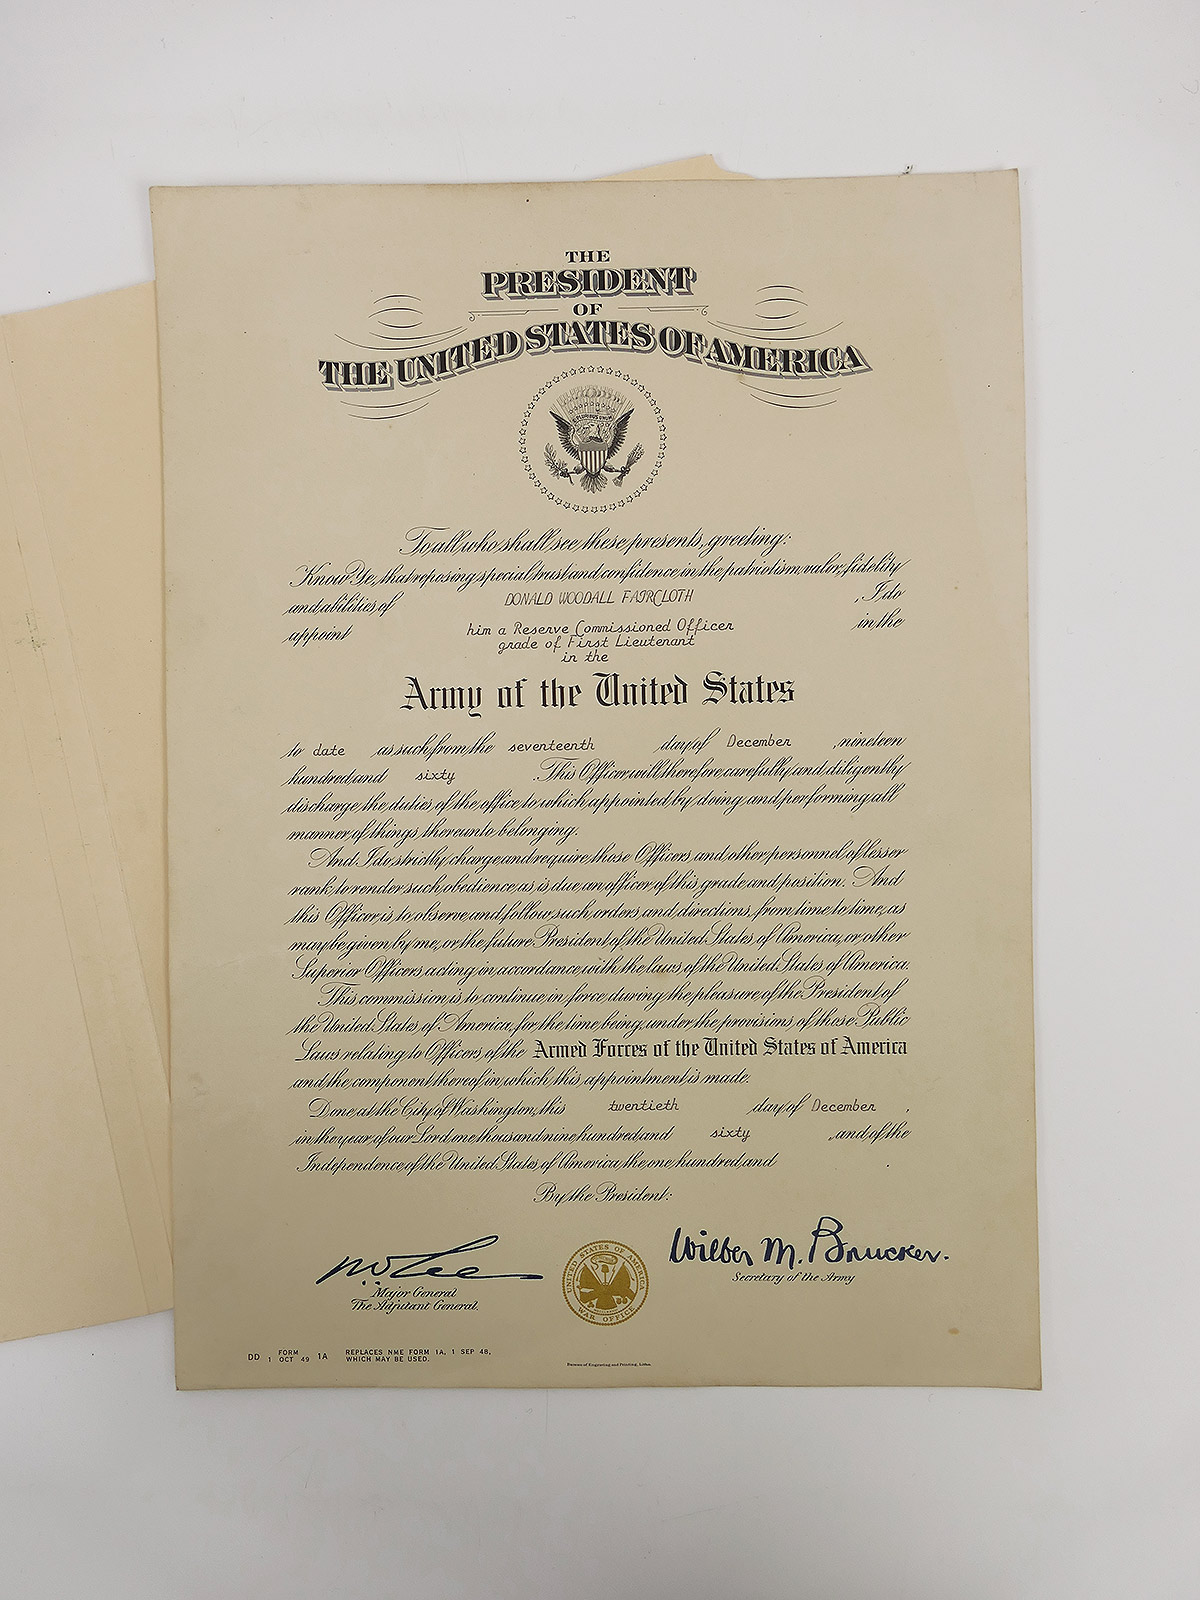 THE
PRESIDENT
OF
THE UNITED STATES OF AMERICA
E PLURIBUS UNUM
To all who shall see these presents, greeting:
Know Ye, that reposing special trust and confidence in the patriotism, valor, fidelity
and abilities of DONALD WOODALL FAIRCLOTH , I do
appoint him a Reserve Commissioned Officer in the
grade of First Lieutenant
in the
Army of the United States
to date as such from the seventeenth day of December , nineteen
hundred and sixty . This Officer will therefore carefully and diligently
discharge the duties of the office to which appointed by doing and performing all
manner of things thereunto belonging.
And I do strictly charge and require those Officers and other personnel of lesser
rank to render such obedience as is due an officer of this grade and position. And
this Officer is to observe and follow such orders and directions, from time to time, as
may be given by me, or the future President of the United States of America, or other
Superior Officers acting in accordance with the laws of the United States of America.
This commission is to continue in force during the pleasure of the President of
the United States of America, for the time being, under the provisions of those Public
Laws relating to Officers of the Armed Forces of the United States of America
and the component thereof in which this appointment is made.
Done at the City of Washington, this twentieth day of December ,
in the year of our Lord one thousand nine hundred and sixty , and of the
Independence of the United States of America the one hundred and .
By the President:
Wilber M. Brucker.
Secretary of the Army
Lee
Major General
The Adjutant General.
UNITED STATES OF AMERICA
WAR OFFICE
DD FORM 1 OCT 49 1A REPLACES NME FORM 1A, 1 SEP 48,
WHICH MAY BE USED.
Bureau of Engraving and Printing, Litho.